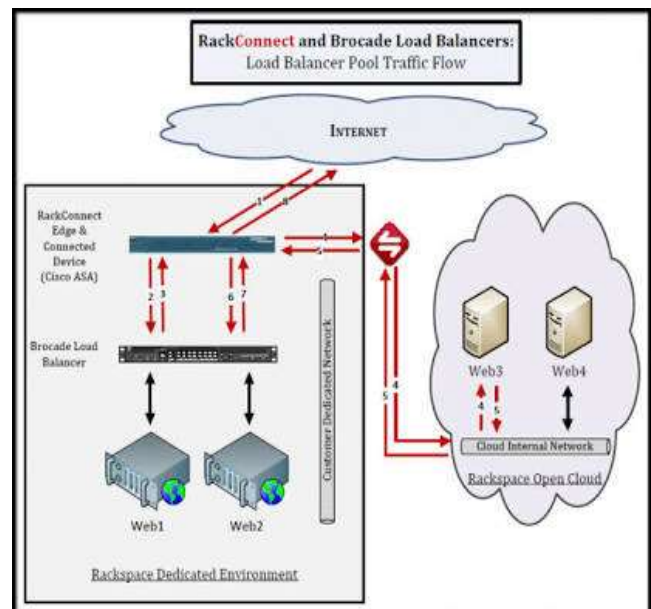 RackConnect and Brocade Load Balancers:
Load Balancer Pool Traffic Flow
INTERNET
1
8
RackConnect
Edge &
Connected
Device
(Cisco ASA)
4
5
2
3
6
7
Brocade Load
Balancer
Customer Dedicated Network
Web1
Web2
Rackspace Dedicated Environment
5
4
Web3
Web4
4
5
Cloud Internal Network
Rackspace Open Cloud